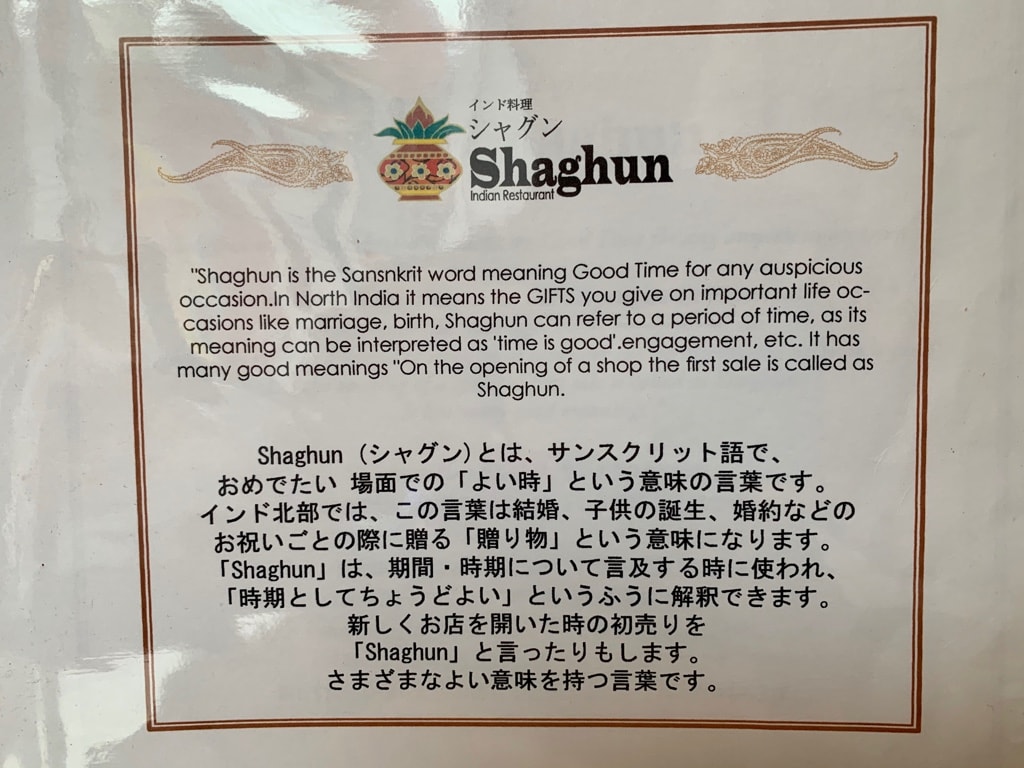 インド料理
シャグン
Shaghun
Indian Restaurant
"Shaghun is the Sansnkrit word meaning Good Time for any auspicious
occasion.In North India it means the GIFTS you give on important life oc-
casions like marriage, birth, Shaghun can refer to a period of time, as its
meaning can be interpreted as 'time is good'.engagement, etc. It has
many good meanings "On the opening of a shop the first sale is called as
Shaghun.
Shaghun (シャグン)とは、サンスクリット語で、
おめでたい 場面での「よい時」という意味の言葉です。
インド北部では、この言葉は結婚、子供の誕生、婚約などの
お祝いごとの際に贈る「贈り物」という意味になります。
「Shaghun」は、期間・時期について言及する時に使われ、
「時期としてちょうどよい」というふうに解釈できます。
新しくお店を開いた時の初売りを
「Shaghun」と言ったりもします。
さまざまなよい意味を持つ言葉です。